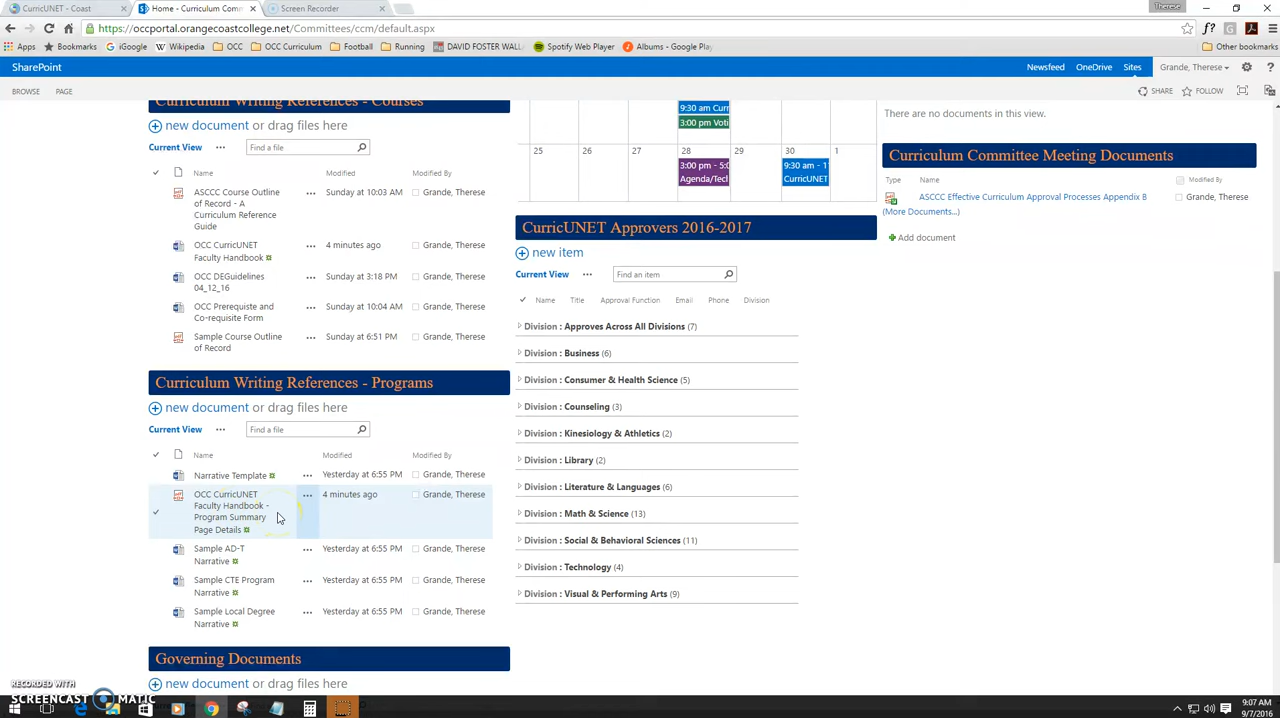 CurricUNET - Coast
Home - Curriculum Comm
Screen Recorder
Therese
https://occportal.orangecoastcollege.net/Committees/ccm/default.aspx
Apps
Bookmarks
iGoogle
Wikipedia
OCC
OCC Curriculum
Football
Running
DAVID FOSTER WALL
Spotify Web Player
Albums - Google Play
Other bookmarks
SharePoint
Newsfeed
OneDrive
Sites
Grande, Therese
?
BROWSE
PAGE
SHARE
FOLLOW
Curriculum Writing References - Courses
new document or drag files here
Current View
...
Find a file
Name
Modified
Modified By
ASCCC Course Outline
of Record - A
Curriculum Reference
Guide
...
Sunday at 10:03 AM
Grande, Therese
OCC CurricUNET
Faculty Handbook
...
4 minutes ago
Grande, Therese
OCC DEGuidelines
04_12_16
...
Sunday at 3:18 PM
Grande, Therese
OCC Prerequiste and
Co-requisite Form
...
Sunday at 10:04 AM
Grande, Therese
Sample Course Outline
of Record
...
Sunday at 6:51 PM
Grande, Therese
Curriculum Writing References - Programs
new document or drag files here
Current View
...
Find a file
Name
Modified
Modified By
Narrative Template
...
Yesterday at 6:55 PM
Grande, Therese
OCC CurricUNET
Faculty Handbook -
Program Summary
Page Details
...
4 minutes ago
Grande, Therese
Sample AD-T
Narrative
...
Yesterday at 6:55 PM
Grande, Therese
Sample CTE Program
Narrative
...
Yesterday at 6:55 PM
Grande, Therese
Sample Local Degree
Narrative
...
Yesterday at 6:55 PM
Grande, Therese
Governing Documents
new document or drag files here
9:30 am Curr
3:00 pm Voti
25
26
27
28
29
30
1
3:00 pm - 5:0
Agenda/Tecl
9:30 am - 1
CurricUNET
CurricUNET Approvers 2016-2017
new item
Current View
...
Find an item
Name
Title
Approval Function
Email
Phone
Division
Division : Approves Across All Divisions (7)
Division : Business (6)
Division : Consumer & Health Science (5)
Division : Counseling (3)
Division : Kinesiology & Athletics (2)
Division : Library (2)
Division : Literature & Languages (6)
Division : Math & Science (13)
Division : Social & Behavioral Sciences (11)
Division : Technology (4)
Division : Visual & Performing Arts (9)
There are no documents in this view.
Curriculum Committee Meeting Documents
Type
Name
Modified By
ASCCC Effective Curriculum Approval Processes Appendix B
Grande, Therese
(More Documents...)
Add document
RECORDED WITH
SCREENCAST MATIC
9:07 AM
9/7/2016